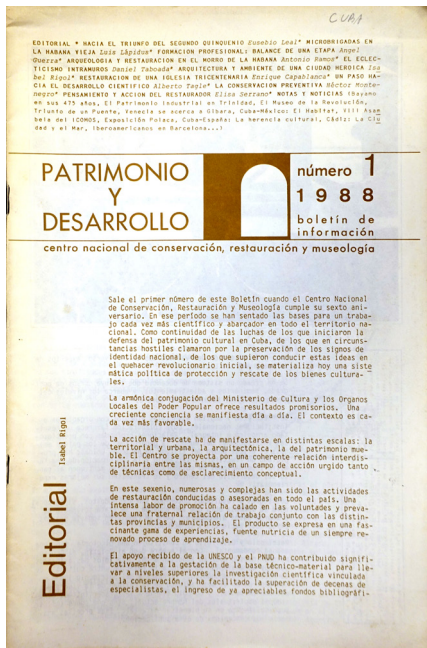 CUBA
EDITORIAL * HACIA EL TRIUNFO DEL SEGUNDO QUINQUENIO Eusebio Leal* MICROBRIGADAS EN
LA HABANA VIEJA Luis Lápidus* FORMACION PROFESIONAL: BALANCE DE UNA ETAPA Angel
Guerra* ARQUEOLOGIA Y RESTAURACION EN EL MORRO DE LA HABANA Antonio Ramos* EL ECLEC-
TICISMO INTRAMUROS Daniel Taboada* ARQUITECTURA Y AMBIENTE DE UNA CIUDAD HEROICA Isa
bel Rigol* RESTAURACION DE UNA IGLESIA TRICENTENARIA Enrique Capablanca* UN PASO HA-
CIA EL DESARROLLO CIENTIFICO Alberto Tagle* LA CONSERVACION PREVENTIVA Héctor Monte-
negro* PENSAMIENTO Y ACCION DEL RESTAURADOR Elisa Serrano* NOTAS Y NOTICIAS (Bayamo
en sus 475 años, El Patrimonio Industrial en Trinidad, El Museo de la Revolución,
Triunfo de un Puente, Venecia se acerca a Gibara, Cuba-México: El Habitat, VIII Asam
blea del ICOMOS, Exposición Polaca, Cuba-España: La herencia cultural, Cádiz: La Ciu
dad y el Mar, Iberoamericanos en Barcelona...)
PATRIMONIO
Y
DESARROLLO
número 1
1988
boletín de
información
centro nacional de conservación, restauración y museología
Editorial
Isabel Rigol
Sale el primer número de este Boletín cuando el Centro Nacional
de Conservación, Restauración y Museología cumple su sexto ani-
versario. En ese período se han sentado las bases para un traba-
jo cada vez más científico y abarcador en todo el territorio na-
cional. Como continuidad de las luchas de los que iniciaron la
defensa del patrimonio cultural en Cuba, de los que en circuns-
tancias hostiles clamaron por la preservación de los signos de
identidad nacional, de los que supieron conducir estas ideas en
el quehacer revolucionario inicial, se materializa hoy una siste
mática política de protección y rescate de los bienes cultura-
les.
La armónica conjugación del Ministerio de Cultura y los Organos
Locales del Poder Popular ofrece resultados promisorios. Una
creciente conciencia se manifiesta día a día. El contexto es ca-
da vez más favorable.
La acción de rescate ha de manifestarse en distintas escalas: la
territorial y urbana, la arquitectónica, la del patrimonio mue-
ble. El Centro se proyecta por una coherente relación interdis-
ciplinaria entre las mismas, en un campo de acción urgido tanto
de técnicas como de esclarecimiento conceptual.
En este sexenio, numerosas y complejas han sido las actividades
de restauración conducidas o asesoradas en todo el país. Una
intensa labor de promoción ha calado en las voluntades y preva-
lece una fraternal relación de trabajo conjunto con las distin-
tas provincias y municipios. El producto se expresa en una fas-
cinante gama de experiencias, fuente nutricia de un siempre re-
novado proceso de aprendizaje.
El apoyo recibido de la UNESCO y el PNUD ha contribuido signifi-
cativamente a la gestación de la base técnico-material para lle-
var a niveles superiores la investigación científica vinculada
a la conservación, y ha facilitado la superación de decenas de
especialistas, el ingreso de ya apreciables fondos bibliográfi-